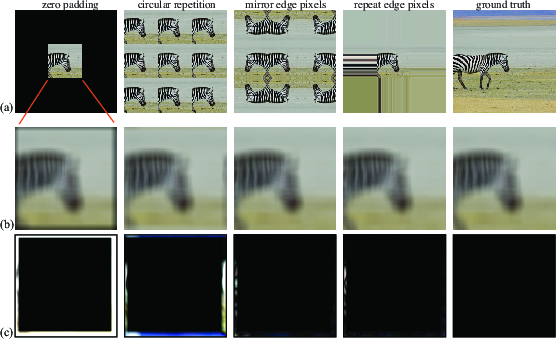 zero padding circular repetition mirror edge pixels repeat edge pixels ground truth
(a)
(b)
(c)